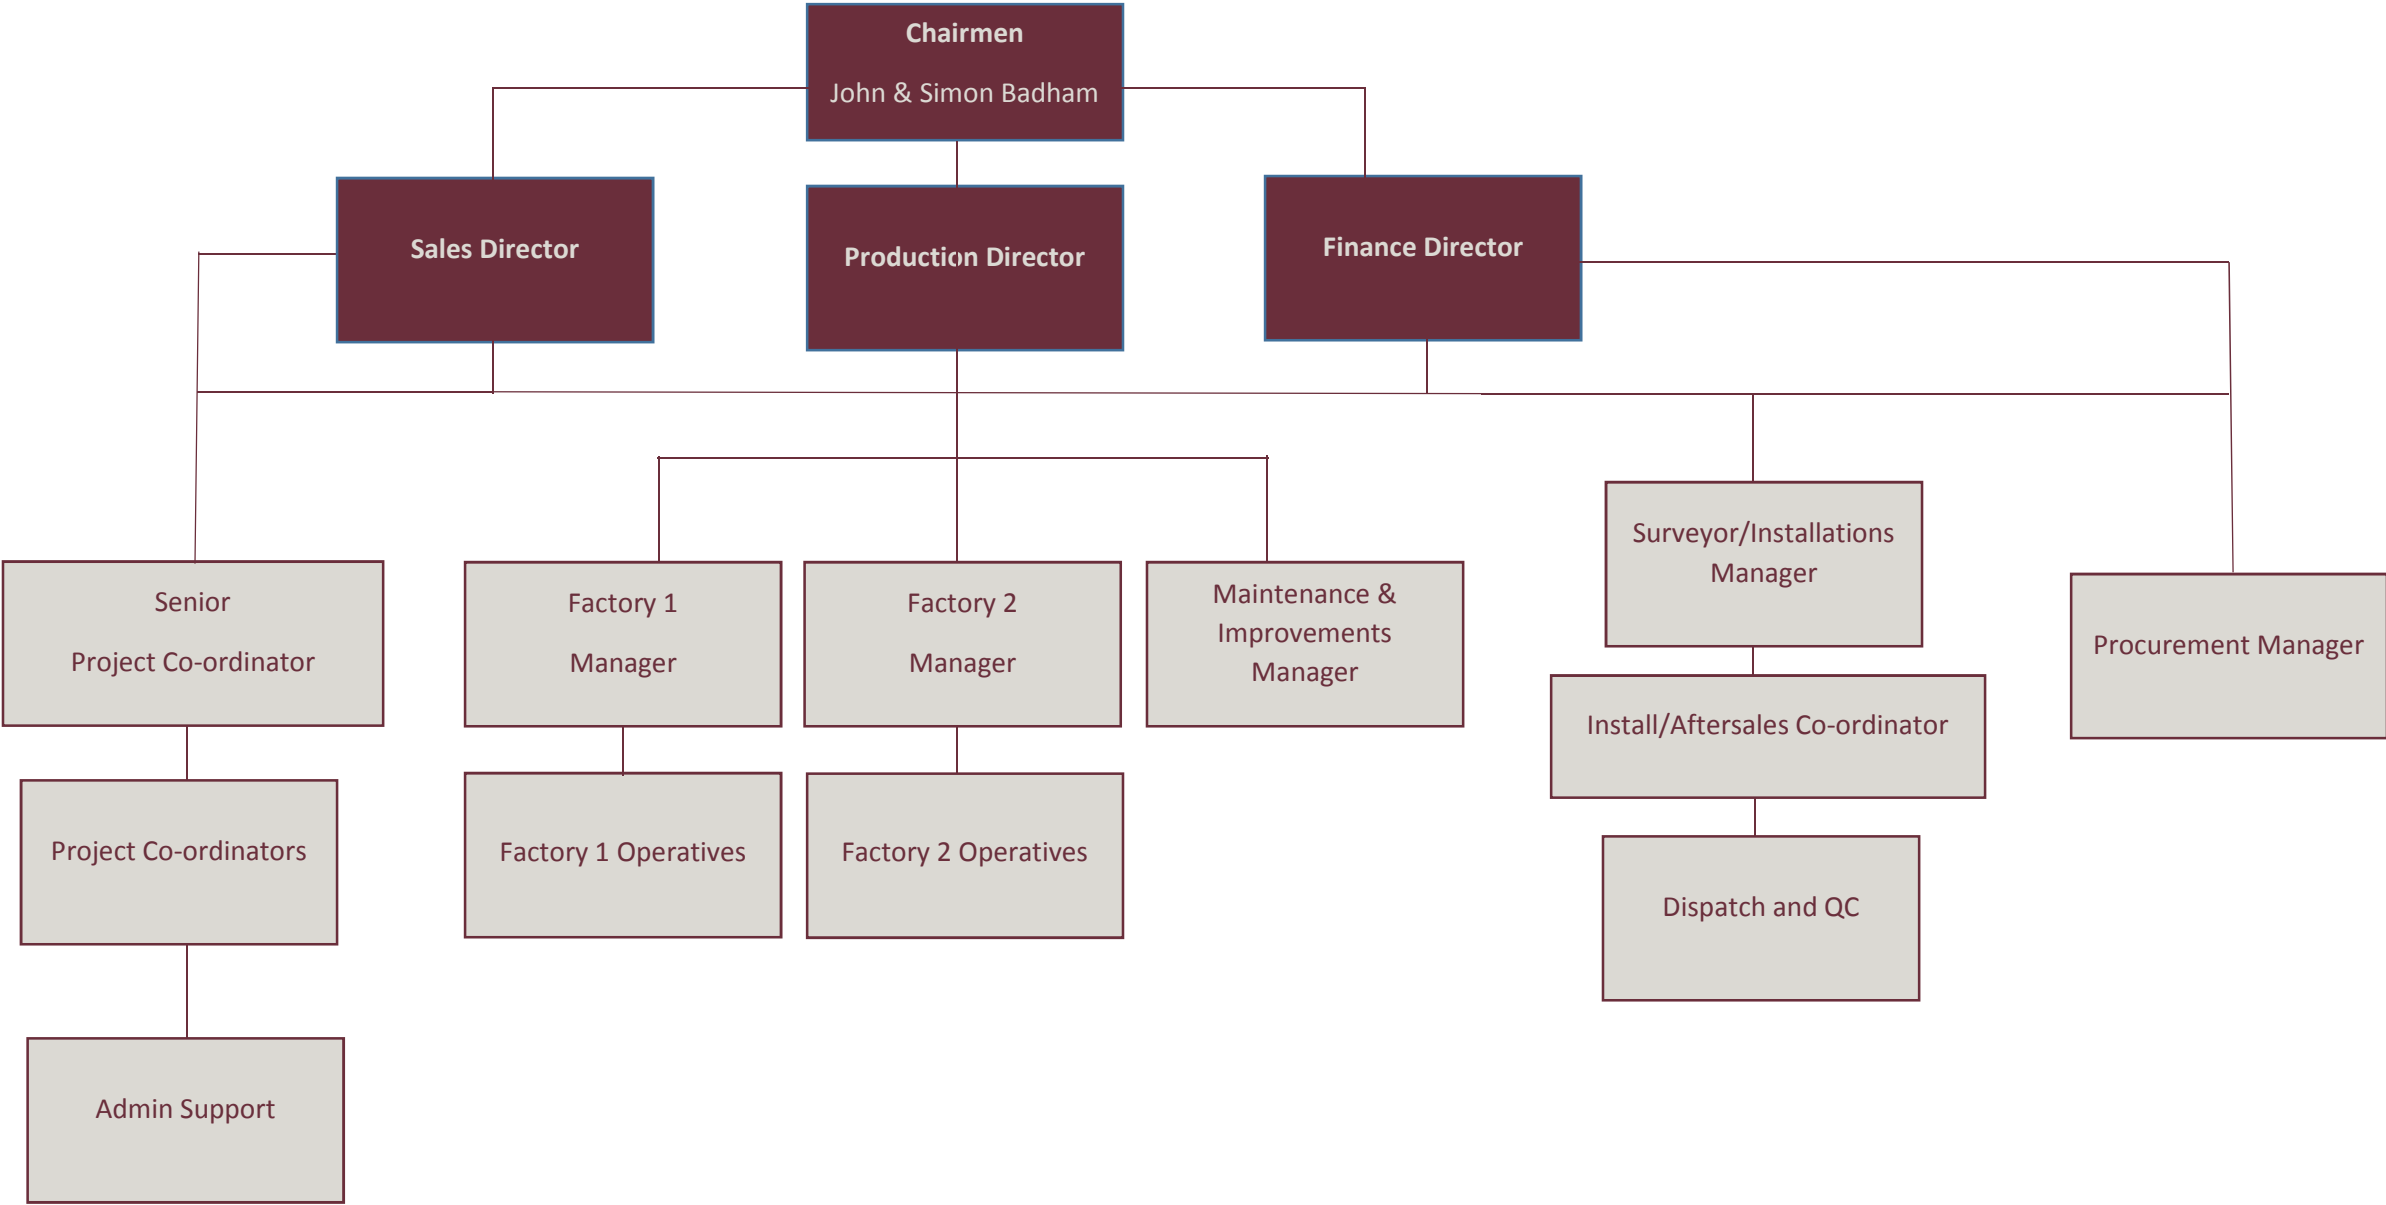 Chairmen
John & Simon Badham
Sales Director
Production Director
Finance Director
Senior
Project Co-ordinator
Factory 1
Manager
Factory 2
Manager
Maintenance &
Improvements
Manager
Surveyor/Installations
Manager
Procurement Manager
Install/Aftersales Co-ordinator
Project Co-ordinators
Factory 1 Operatives
Factory 2 Operatives
Dispatch and QC
Admin Support